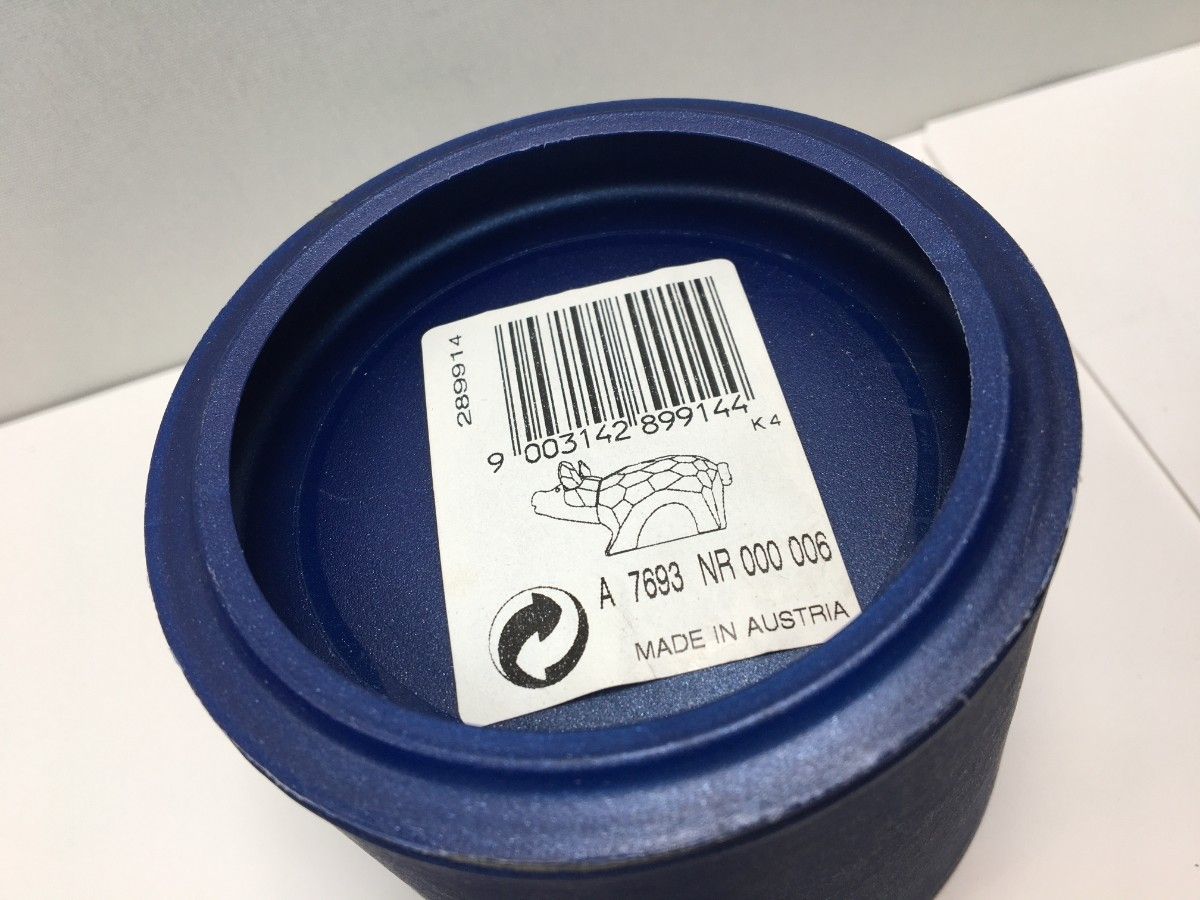 289914
9 003142 899144
K4
A 7693 NR 000 006
MADE IN AUSTRIA